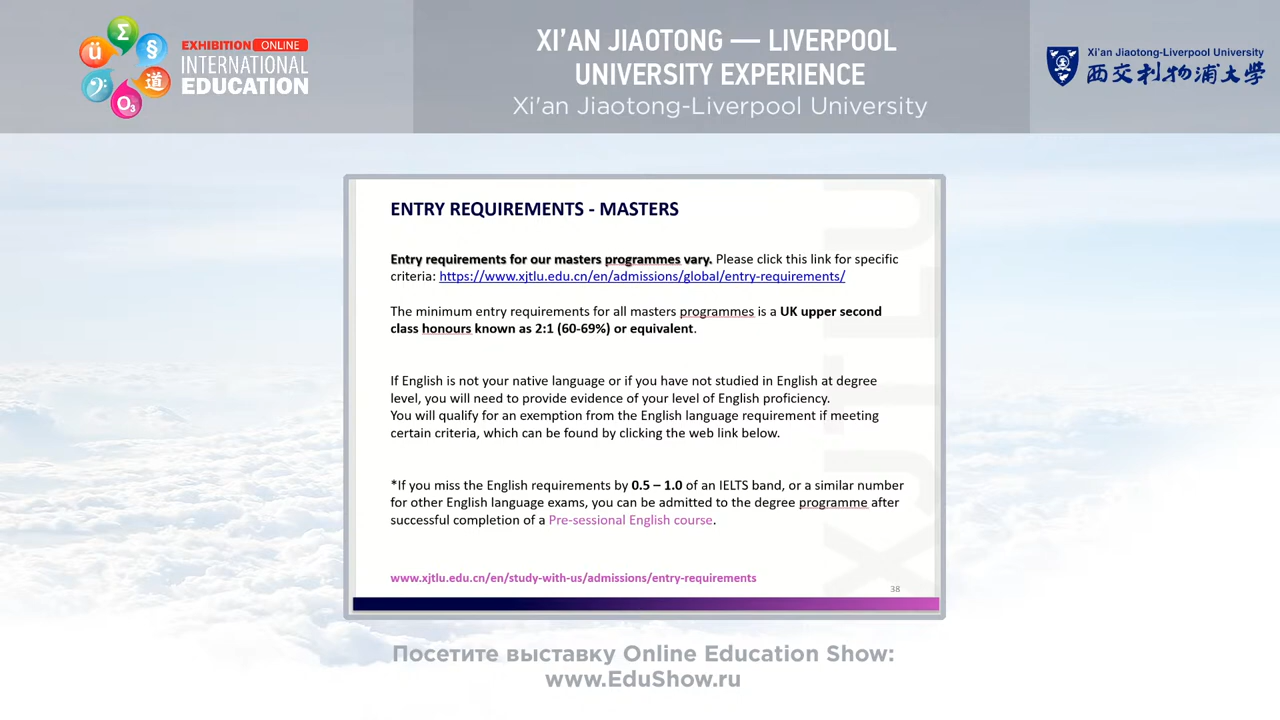 ü
Σ
§
道
O₃
EXHIBITION ONLINE
INTERNATIONAL
EDUCATION
XI'AN JIAOTONG — LIVERPOOL
UNIVERSITY EXPERIENCE
Xi'an Jiaotong-Liverpool University
Xi'an Jiaotong-Liverpool University
西交利物浦大学
ENTRY REQUIREMENTS - MASTERS
Entry requirements for our masters programmes vary. Please click this link for specific
criteria: https://www.xjtlu.edu.cn/en/admissions/global/entry-requirements/
The minimum entry requirements for all masters programmes is a UK upper second
class honours known as 2:1 (60-69%) or equivalent.
If English is not your native language or if you have not studied in English at degree
level, you will need to provide evidence of your level of English proficiency.
You will qualify for an exemption from the English language requirement if meeting
certain criteria, which can be found by clicking the web link below.
*If you miss the English requirements by 0.5 – 1.0 of an IELTS band, or a similar number
for other English language exams, you can be admitted to the degree programme after
successful completion of a Pre-sessional English course.
www.xjtlu.edu.cn/en/study-with-us/admissions/entry-requirements
38
XJTLU
Посетите выставку Online Education Show:
www.EduShow.ru